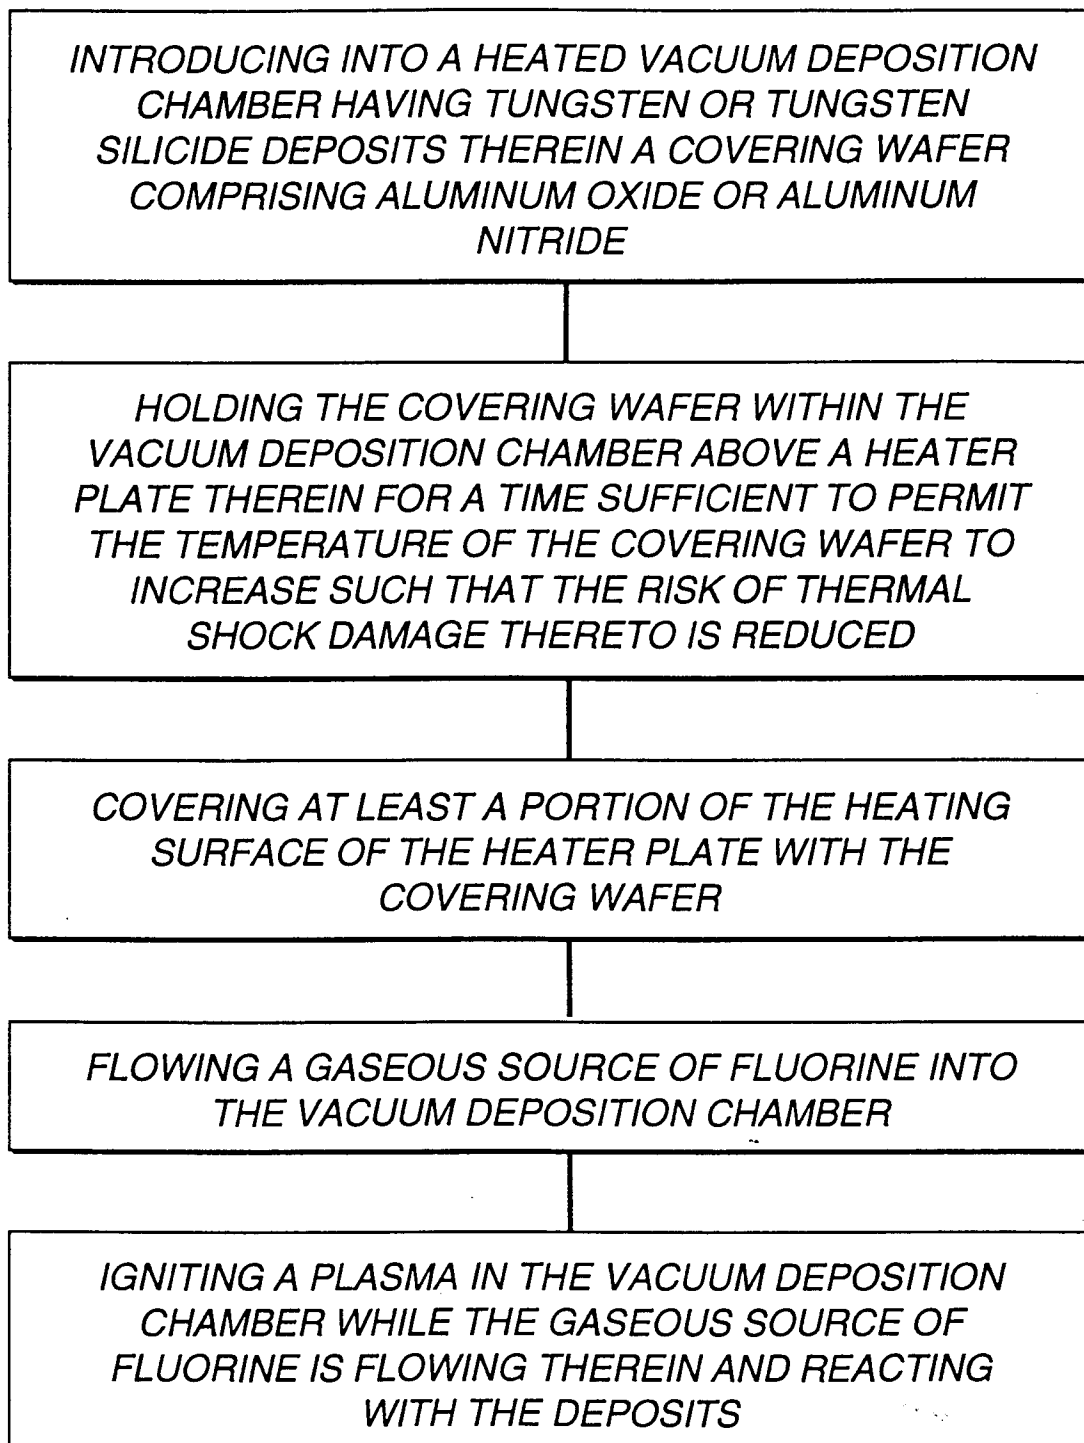 INTRODUCING INTO A HEATED VACUUM DEPOSITION
CHAMBER HAVING TUNGSTEN OR TUNGSTEN
SILICIDE DEPOSITS THEREIN A COVERING WAFER
COMPRISING ALUMINUM OXIDE OR ALUMINUM
NITRIDE
HOLDING THE COVERING WAFER WITHIN THE
VACUUM DEPOSITION CHAMBER ABOVE A HEATER
PLATE THEREIN FOR A TIME SUFFICIENT TO PERMIT
THE TEMPERATURE OF THE COVERING WAFER TO
INCREASE SUCH THAT THE RISK OF THERMAL
SHOCK DAMAGE THERETO IS REDUCED
COVERING AT LEAST A PORTION OF THE HEATING
SURFACE OF THE HEATER PLATE WITH THE
COVERING WAFER
FLOWING A GASEOUS SOURCE OF FLUORINE INTO
THE VACUUM DEPOSITION CHAMBER
IGNITING A PLASMA IN THE VACUUM DEPOSITION
CHAMBER WHILE THE GASEOUS SOURCE OF
FLUORINE IS FLOWING THEREIN AND REACTING
WITH THE DEPOSITS